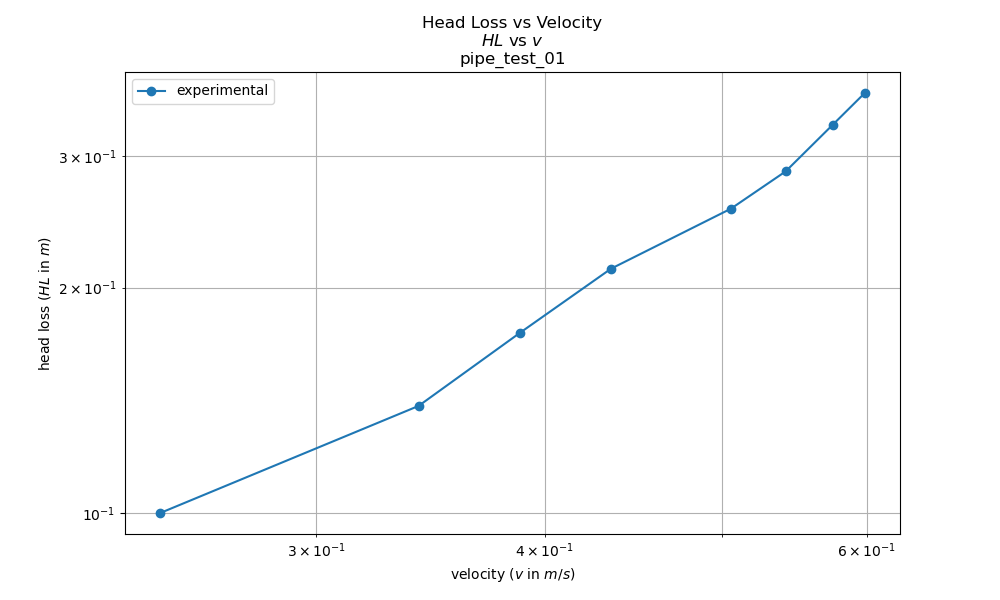 Head Loss vs Velocity
HL vs v
pipe_test_01
experimental
3 × 10⁻¹
2 × 10⁻¹
10⁻¹
head loss (HL in m)
3 × 10⁻¹
4 × 10⁻¹
6 × 10⁻¹
velocity (v in m/s)